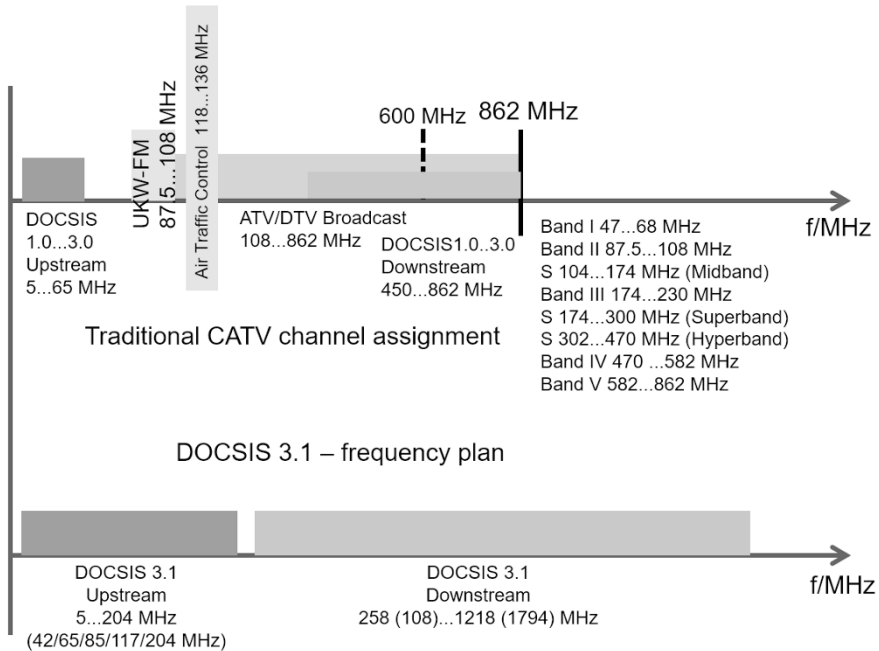 UKW-FM
87.5...108 MHz
Air Traffic Control 118...136 MHz
600 MHz
862 MHz
DOCSIS
1.0...3.0
Upstream
5...65 MHz
ATV/DTV Broadcast
108...862 MHz
DOCSIS1.0..3.0
Downstream
450...862 MHz
f/MHz
Band I 47...68 MHz
Band II 87.5...108 MHz
S 104...174 MHz (Midband)
Band III 174...230 MHz
S 174...300 MHz (Superband)
S 302...470 MHz (Hyperband)
Band IV 470 ...582 MHz
Band V 582...862 MHz
Traditional CATV channel assignment
DOCSIS 3.1 – frequency plan
DOCSIS 3.1
Upstream
5...204 MHz
(42/65/85/117/204 MHz)
DOCSIS 3.1
Downstream
258 (108)...1218 (1794) MHz
f/MHz